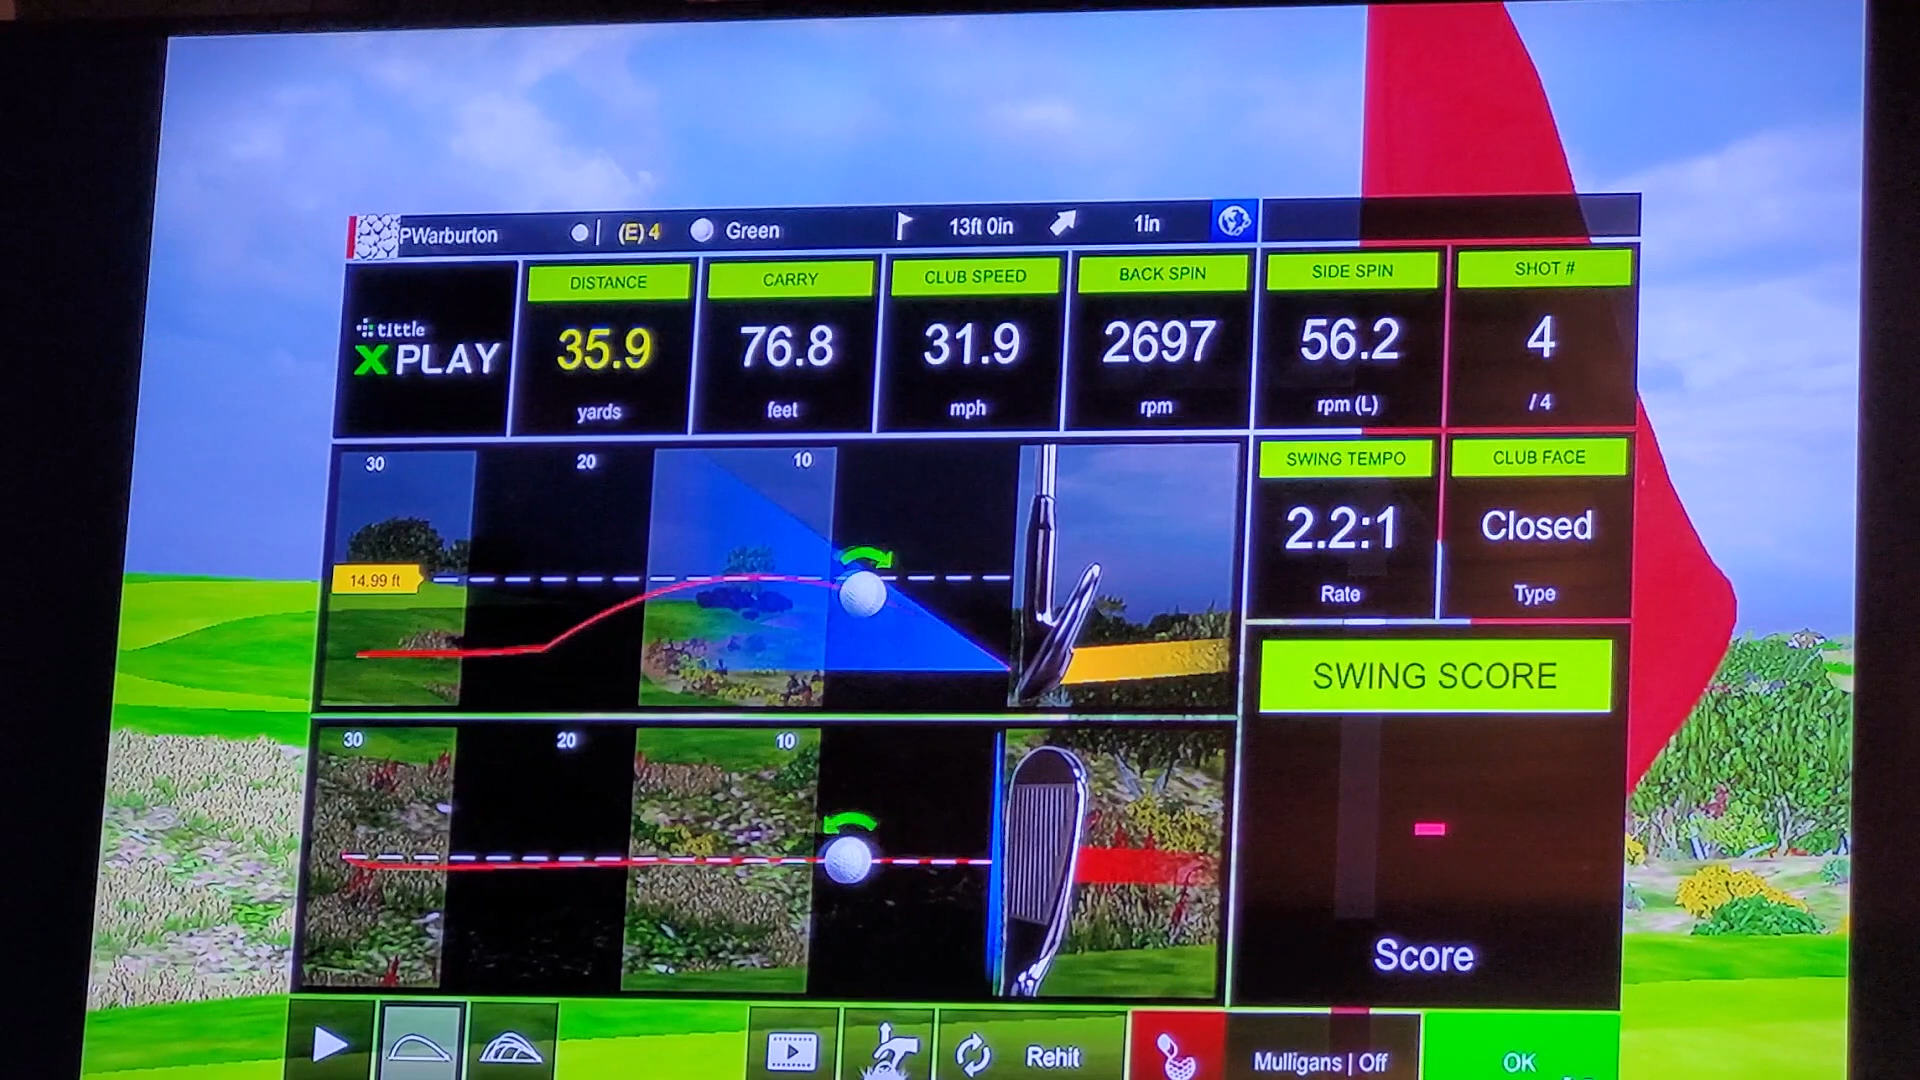 PWarburton (E) 4 Green 13ft 0in 1in
tittle
X PLAY
DISTANCE
35.9
yards
CARRY
76.8
feet
CLUB SPEED
31.9
mph
BACK SPIN
2697
rpm
SIDE SPIN
56.2
rpm (L)
SHOT #
4
/ 4
30 20 10
14.99 ft
SWING TEMPO
2.2:1
Rate
CLUB FACE
Closed
Type
30 20 10
SWING SCORE
-
Score
Rehit
Mulligans | Off
OK